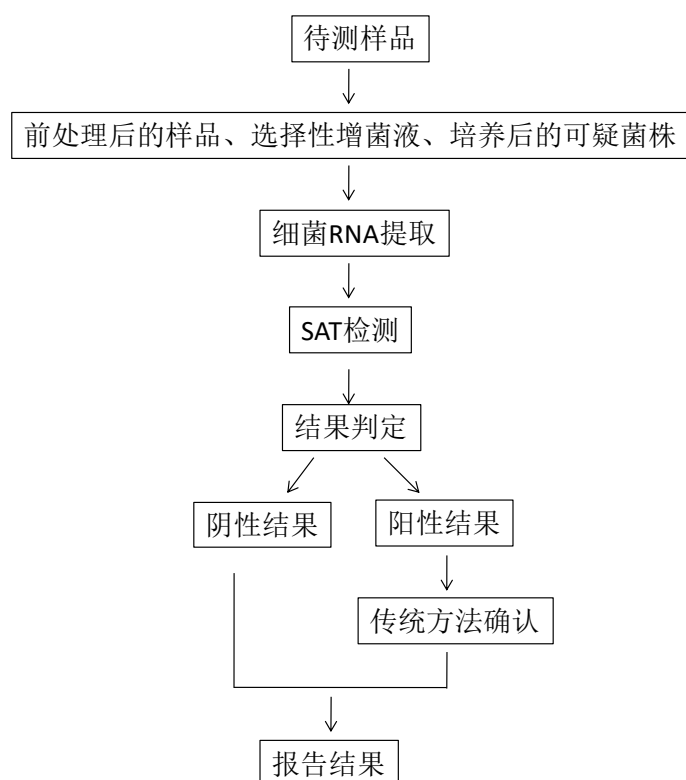 待测样品
前处理后的样品、选择性增菌液、培养后的可疑菌株
细菌RNA提取
SAT检测
结果判定
阴性结果
阳性结果
传统方法确认
报告结果